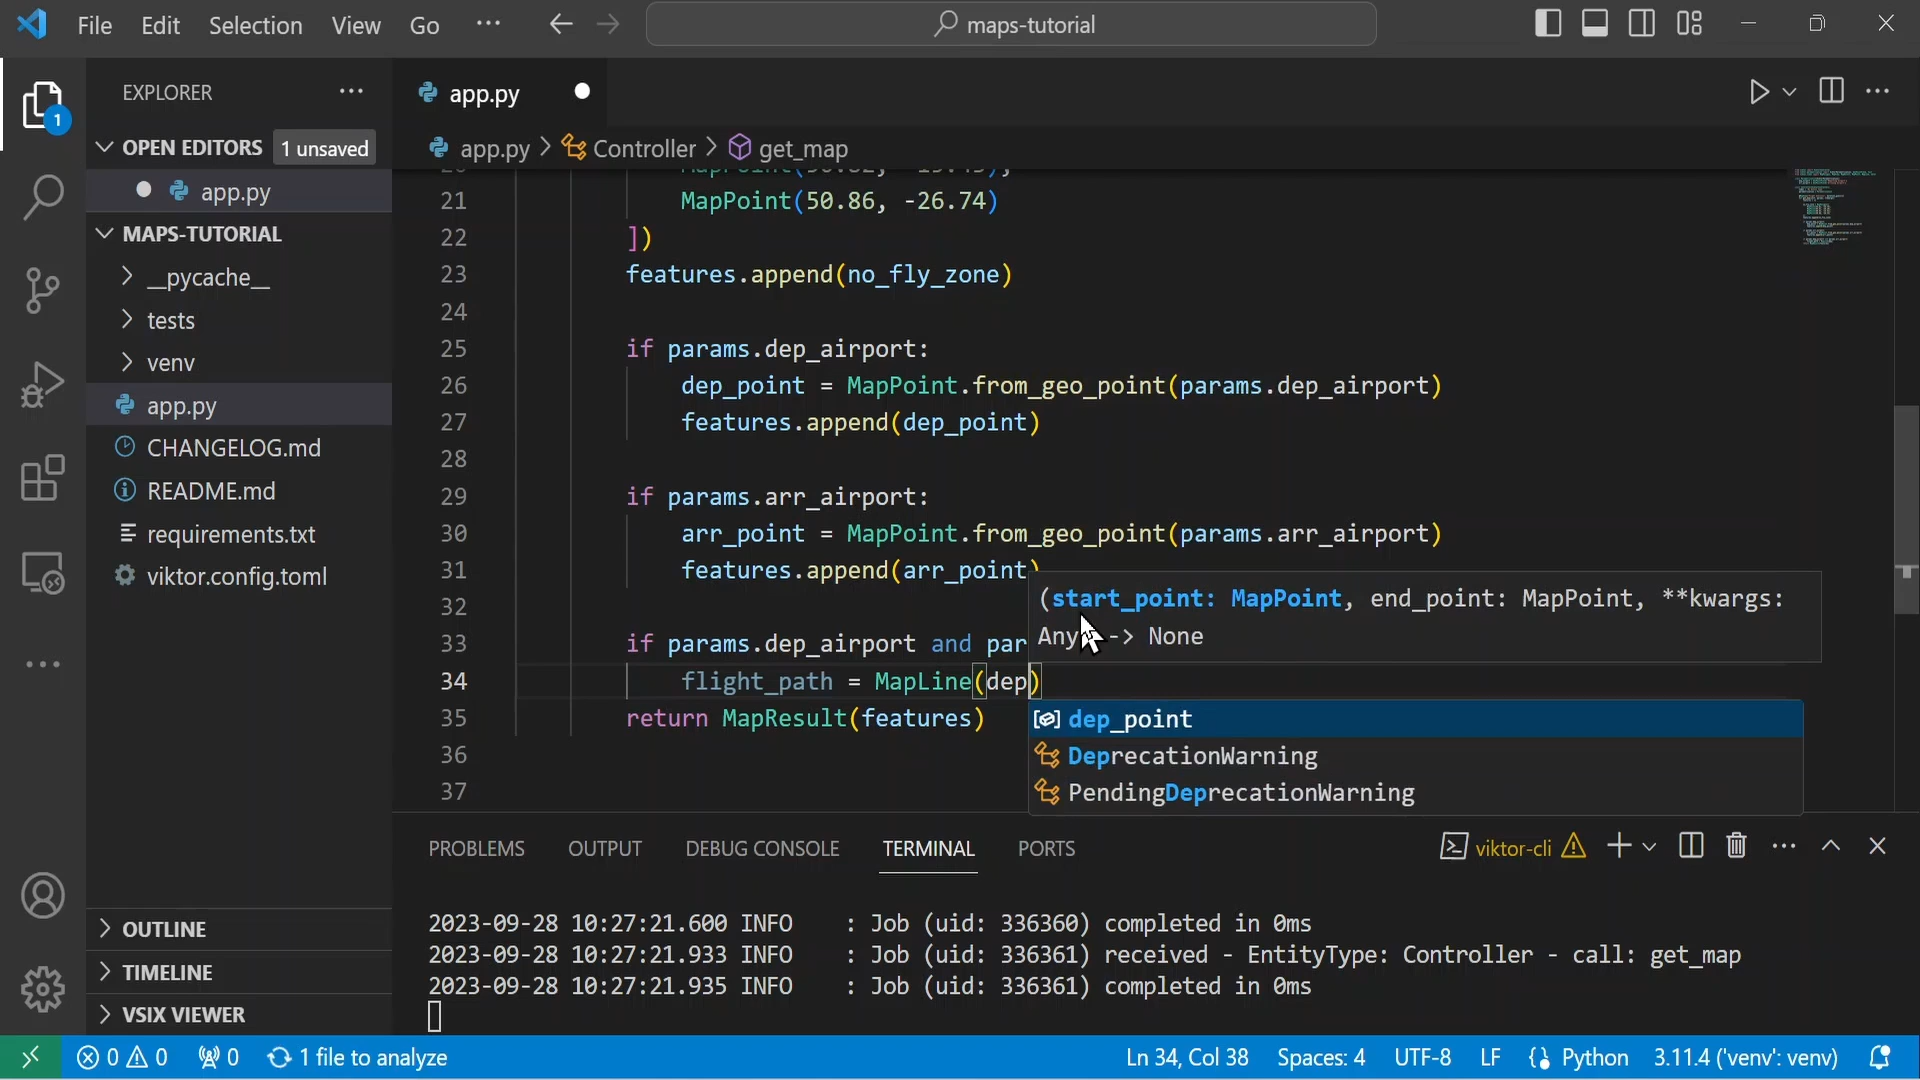 File Edit Selection View Go ··· maps-tutorial
EXPLORER ···
1
OPEN EDITORS 1 unsaved
app.py
MAPS-TUTORIAL
__pycache__
tests
venv
app.py
CHANGELOG.md
README.md
requirements.txt
viktor.config.toml
OUTLINE
TIMELINE
VSIX VIEWER
app.py
app.py > Controller > get_map
21 MapPoint(50.86, -26.74)
22 ])
23 features.append(no_fly_zone)
24
25 if params.dep_airport:
26 dep_point = MapPoint.from_geo_point(params.dep_airport)
27 features.append(dep_point)
28
29 if params.arr_airport:
30 arr_point = MapPoint.from_geo_point(params.arr_airport)
31 features.append(arr_point)
32
33 if params.dep_airport and par
34 flight_path = MapLine(dep)
35 return MapResult(features)
36
37
(start_point: MapPoint, end_point: MapPoint, **kwargs:
Any) -> None
dep_point
DeprecationWarning
PendingDeprecationWarning
PROBLEMS OUTPUT DEBUG CONSOLE TERMINAL PORTS viktor-cli
2023-09-28 10:27:21.600 INFO : Job (uid: 336360) completed in 0ms
2023-09-28 10:27:21.933 INFO : Job (uid: 336361) received - EntityType: Controller - call: get_map
2023-09-28 10:27:21.935 INFO : Job (uid: 336361) completed in 0ms
0 0 0 1 file to analyze Ln 34, Col 38 Spaces: 4 UTF-8 LF Python 3.11.4 ('venv': venv)